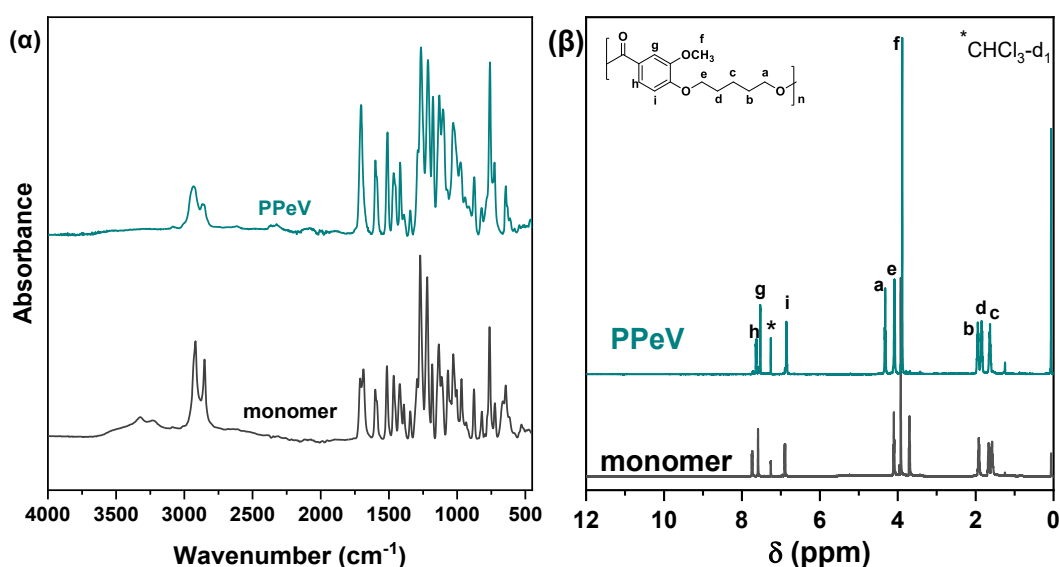 (α)
PPeV
monomer
Absorbance
4000 3500 3000 2500 2000 1500 1000 500
Wavenumber (cm-1)
(β)
O
f
g
OCH3
h
i
O
e
d
c
b
a
O
n
f
*CHCl3-d1
a
e
g
h
*
i
b
d
c
PPeV
monomer
12 10 8 6 4 2 0
δ (ppm)